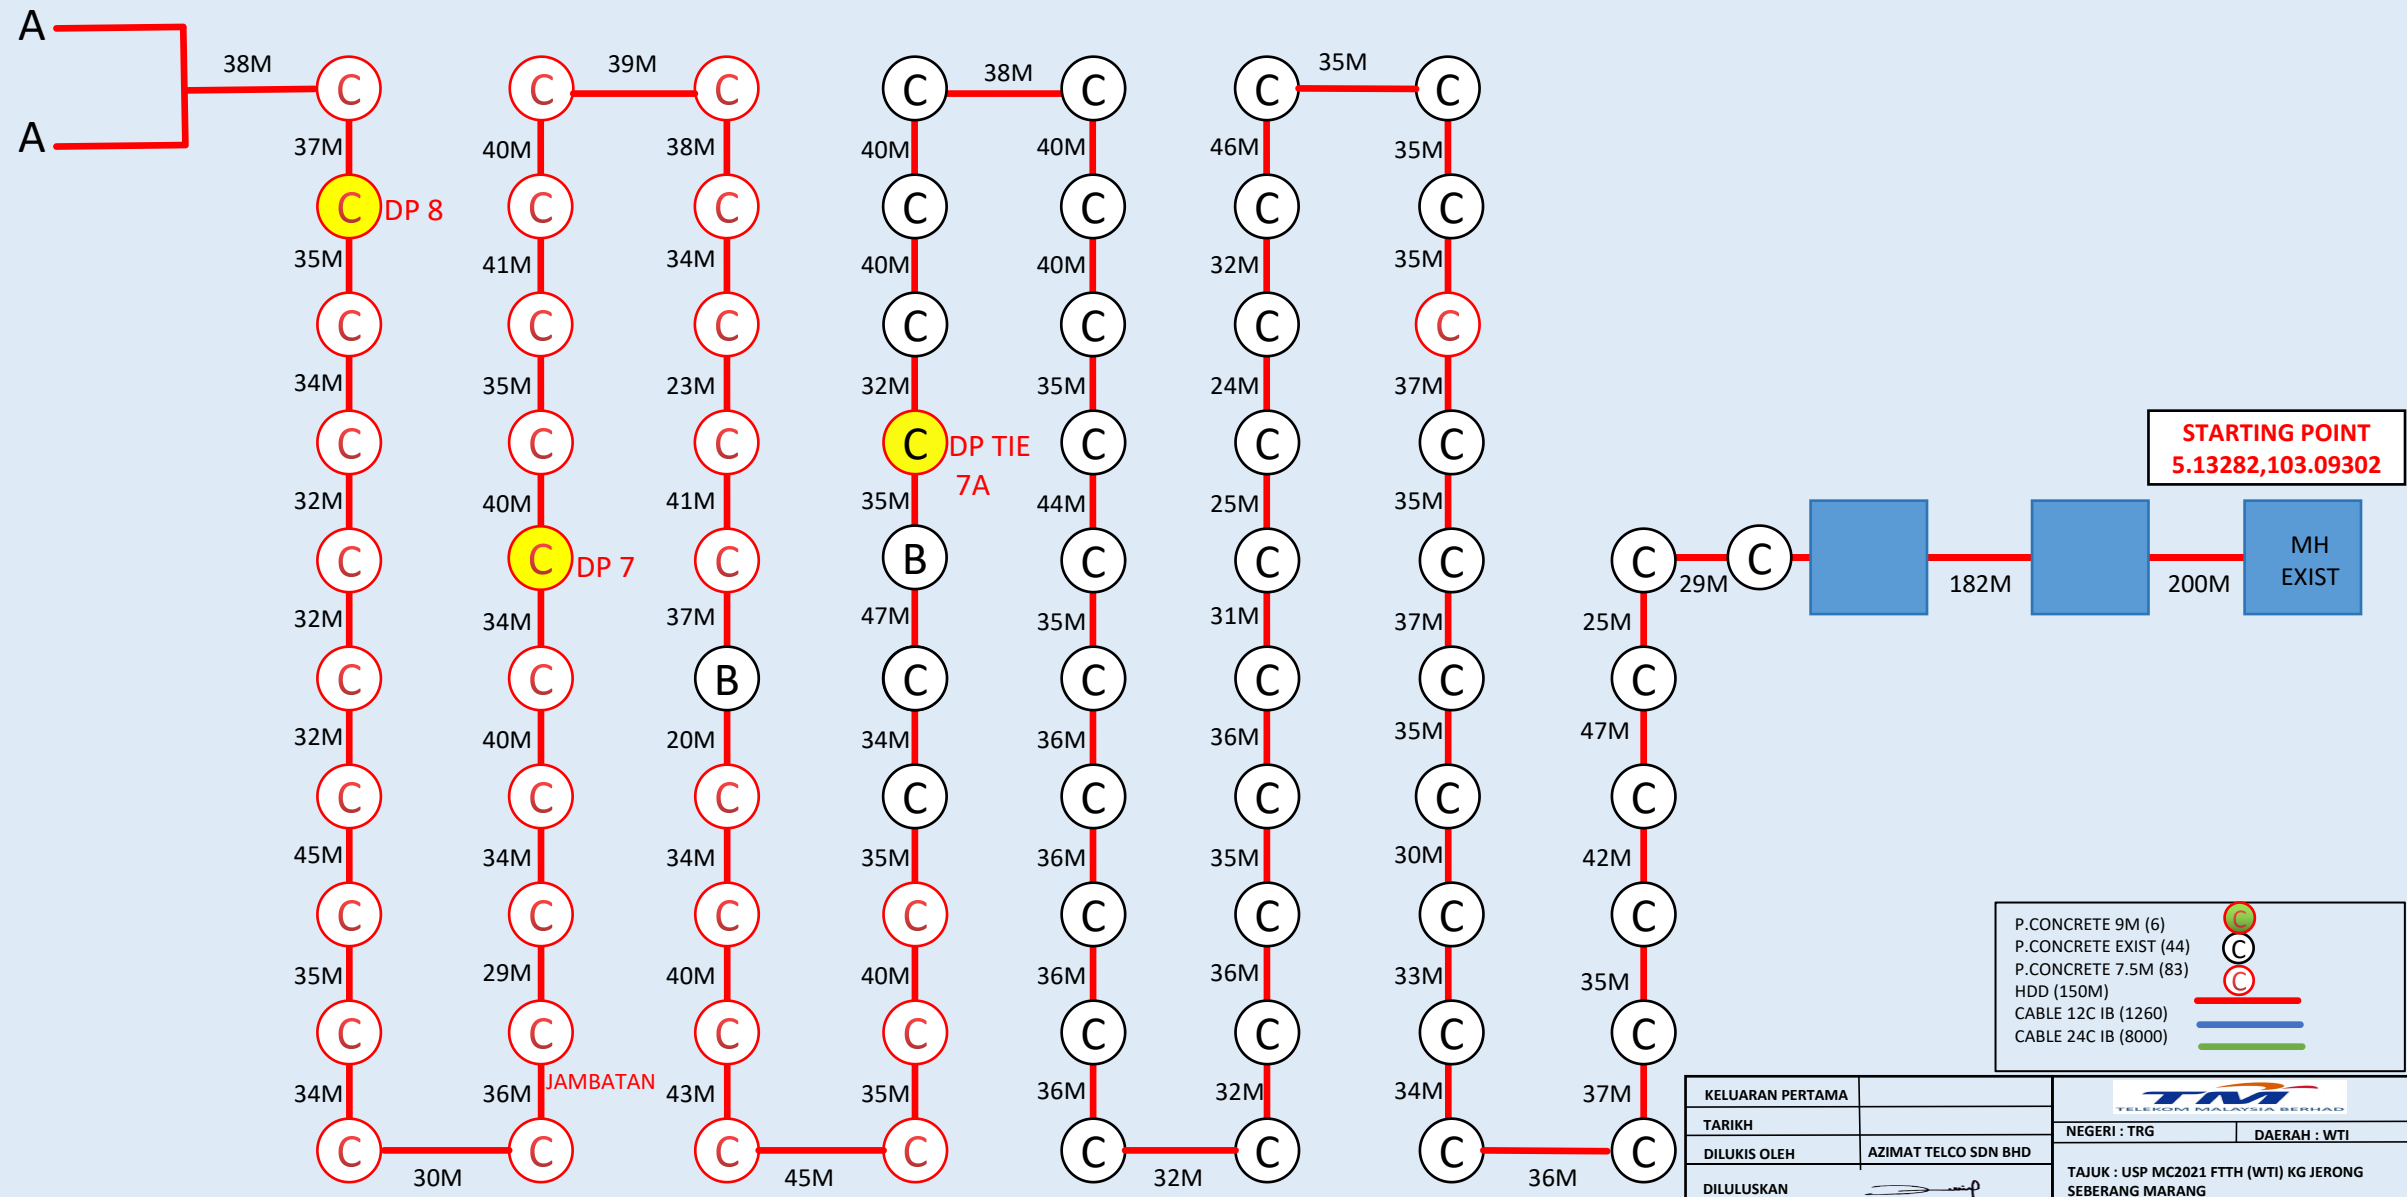 A
38M
39M
38M
35M
C C C C C C C
A
37M 40M 38M 40M 40M 46M 35M
C DP 8 C C C C C C
35M 41M 34M 40M 40M 32M 35M
C C C C C C C
34M 35M 23M 32M 35M 24M 37M
C C C C DP TIE C C C
7A
STARTING POINT
5.13282,103.09302
32M 40M 41M 35M 44M 25M 35M
C C DP 7 C B C C C C C
29M
182M
200M
MH
EXIST
32M 34M 37M 47M 35M 31M 37M 25M
C C B C C C C C
32M 40M 20M 34M 36M 36M 35M 47M
C C C C C C C C
45M 34M 34M 35M 36M 35M 30M 42M
C C C C C C C C
35M 29M 40M 40M 36M 36M 33M 35M
C C C C C C C C
34M 36M JAMBATAN 43M 35M 36M 32M 34M 37M
C C C C C C C C
30M
45M
32M
36M
P.CONCRETE 9M (6) C
P.CONCRETE EXIST (44) C
P.CONCRETE 7.5M (83) C
HDD (150M)
CABLE 12C IB (1260)
CABLE 24C IB (8000)
KELUARAN PERTAMA
TARIKH
DILUKIS OLEH AZIMAT TELCO SDN BHD
DILULUSKAN
TM
TELEKOM MALAYSIA BERHAD
NEGERI : TRG DAERAH : WTI
TAJUK : USP MC2021 FTTH (WTI) KG JERONG
SEBERANG MARANG